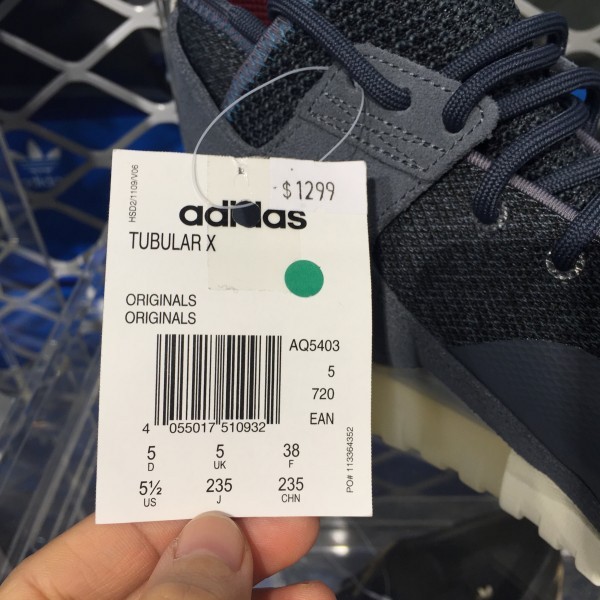 HSD2/1109/V06
$1299
adidas
TUBULAR X
ORIGINALS
ORIGINALS
AQ5403
5
720
EAN
4 055017 510932
5 5 38
D UK F
5½ 235 235
US J CHN
PO# 113364352